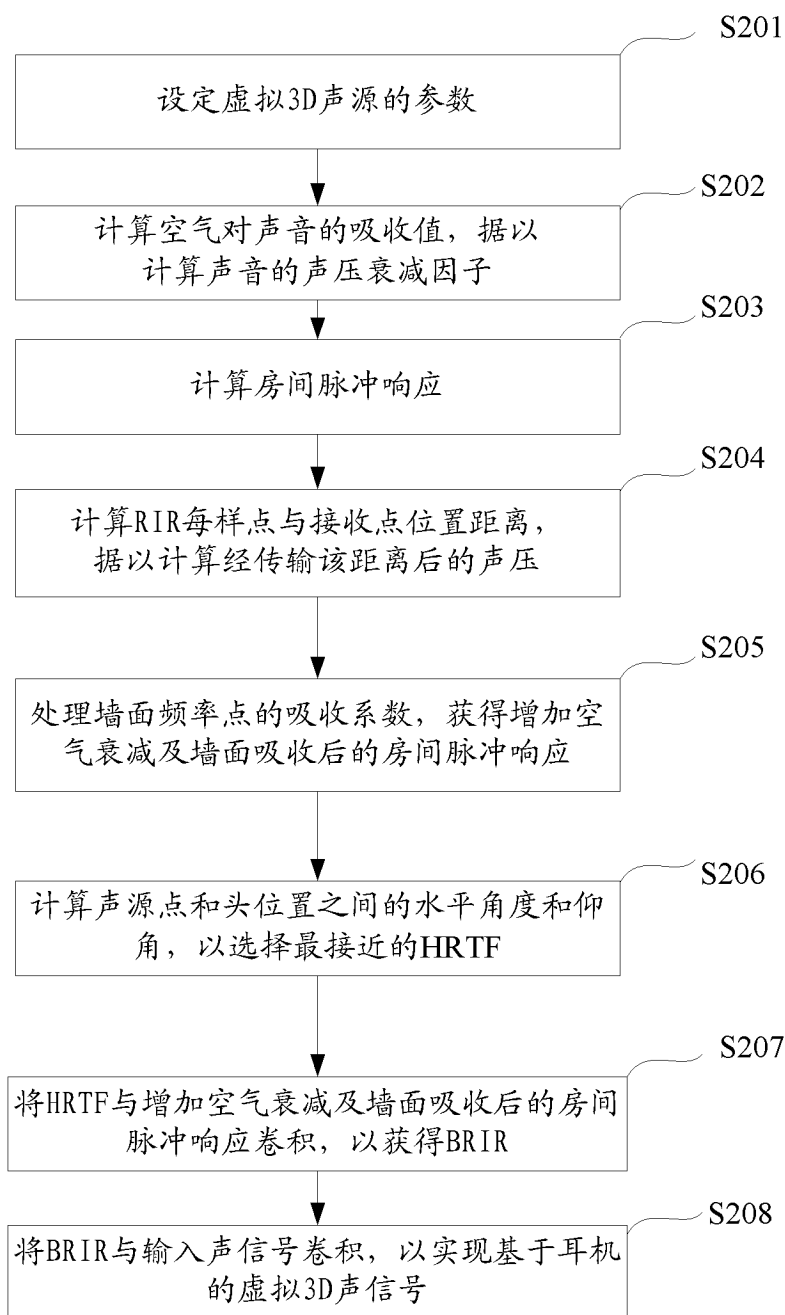 S201
设定虚拟3D声源的参数
S202
计算空气对声音的吸收值，据以
计算声音的声压衰减因子
S203
计算房间脉冲响应
S204
计算RIR每样点与接收点位置距离，
据以计算经传输该距离后的声压
S205
处理墙面频率点的吸收系数，获得增加空
气衰减及墙面吸收后的房间脉冲响应
S206
计算声源点和头位置之间的水平角度和仰
角，以选择最接近的HRTF
S207
将HRTF与增加空气衰减及墙面吸收后的房间
脉冲响应卷积，以获得BRIR
S208
将BRIR与输入声信号卷积，以实现基于耳机
的虚拟3D声信号